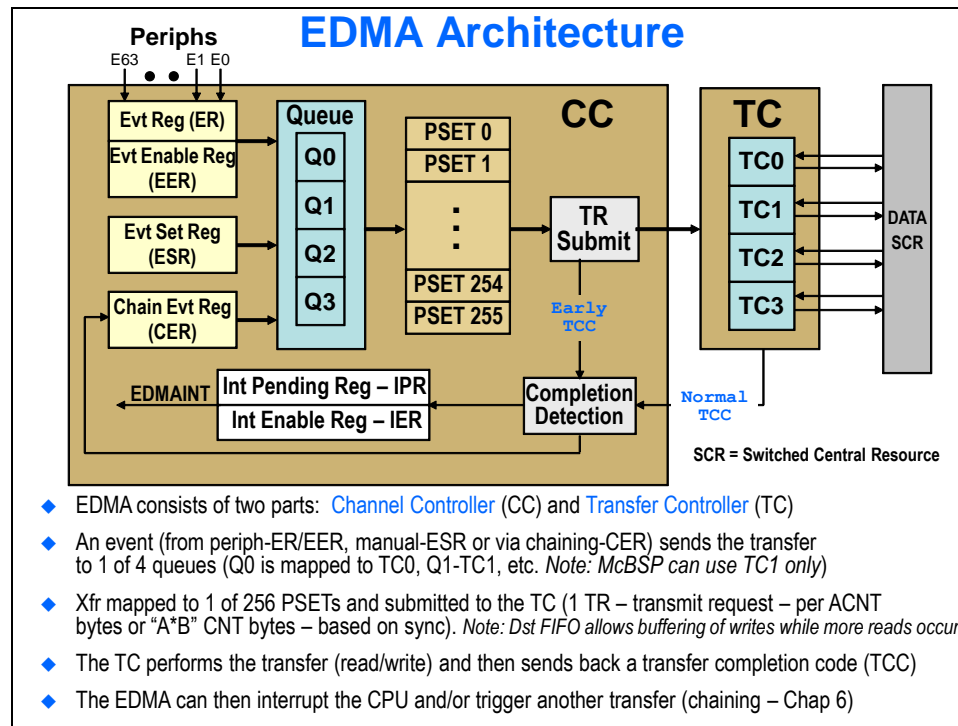 EDMA Architecture
Periphs
E63 E1 E0
CC
TC
Evt Reg (ER)
Evt Enable Reg
(EER)
Evt Set Reg
(ESR)
Chain Evt Reg
(CER)
Queue
Q0
Q1
Q2
Q3
PSET 0
PSET 1
PSET 254
PSET 255
TR
Submit
Early
TCC
TC0
TC1
TC2
TC3
DATA
SCR
EDMAINT
Int Pending Reg – IPR
Int Enable Reg – IER
Completion
Detection
Normal
TCC
SCR = Switched Central Resource
EDMA consists of two parts: Channel Controller (CC) and Transfer Controller (TC)
An event (from periph-ER/EER, manual-ESR or via chaining-CER) sends the transfer
to 1 of 4 queues (Q0 is mapped to TC0, Q1-TC1, etc. Note: McBSP can use TC1 only)
Xfr mapped to 1 of 256 PSETs and submitted to the TC (1 TR – transmit request – per ACNT
bytes or “A*B” CNT bytes – based on sync). Note: Dst FIFO allows buffering of writes while more reads occur
The TC performs the transfer (read/write) and then sends back a transfer completion code (TCC)
The EDMA can then interrupt the CPU and/or trigger another transfer (chaining – Chap 6)